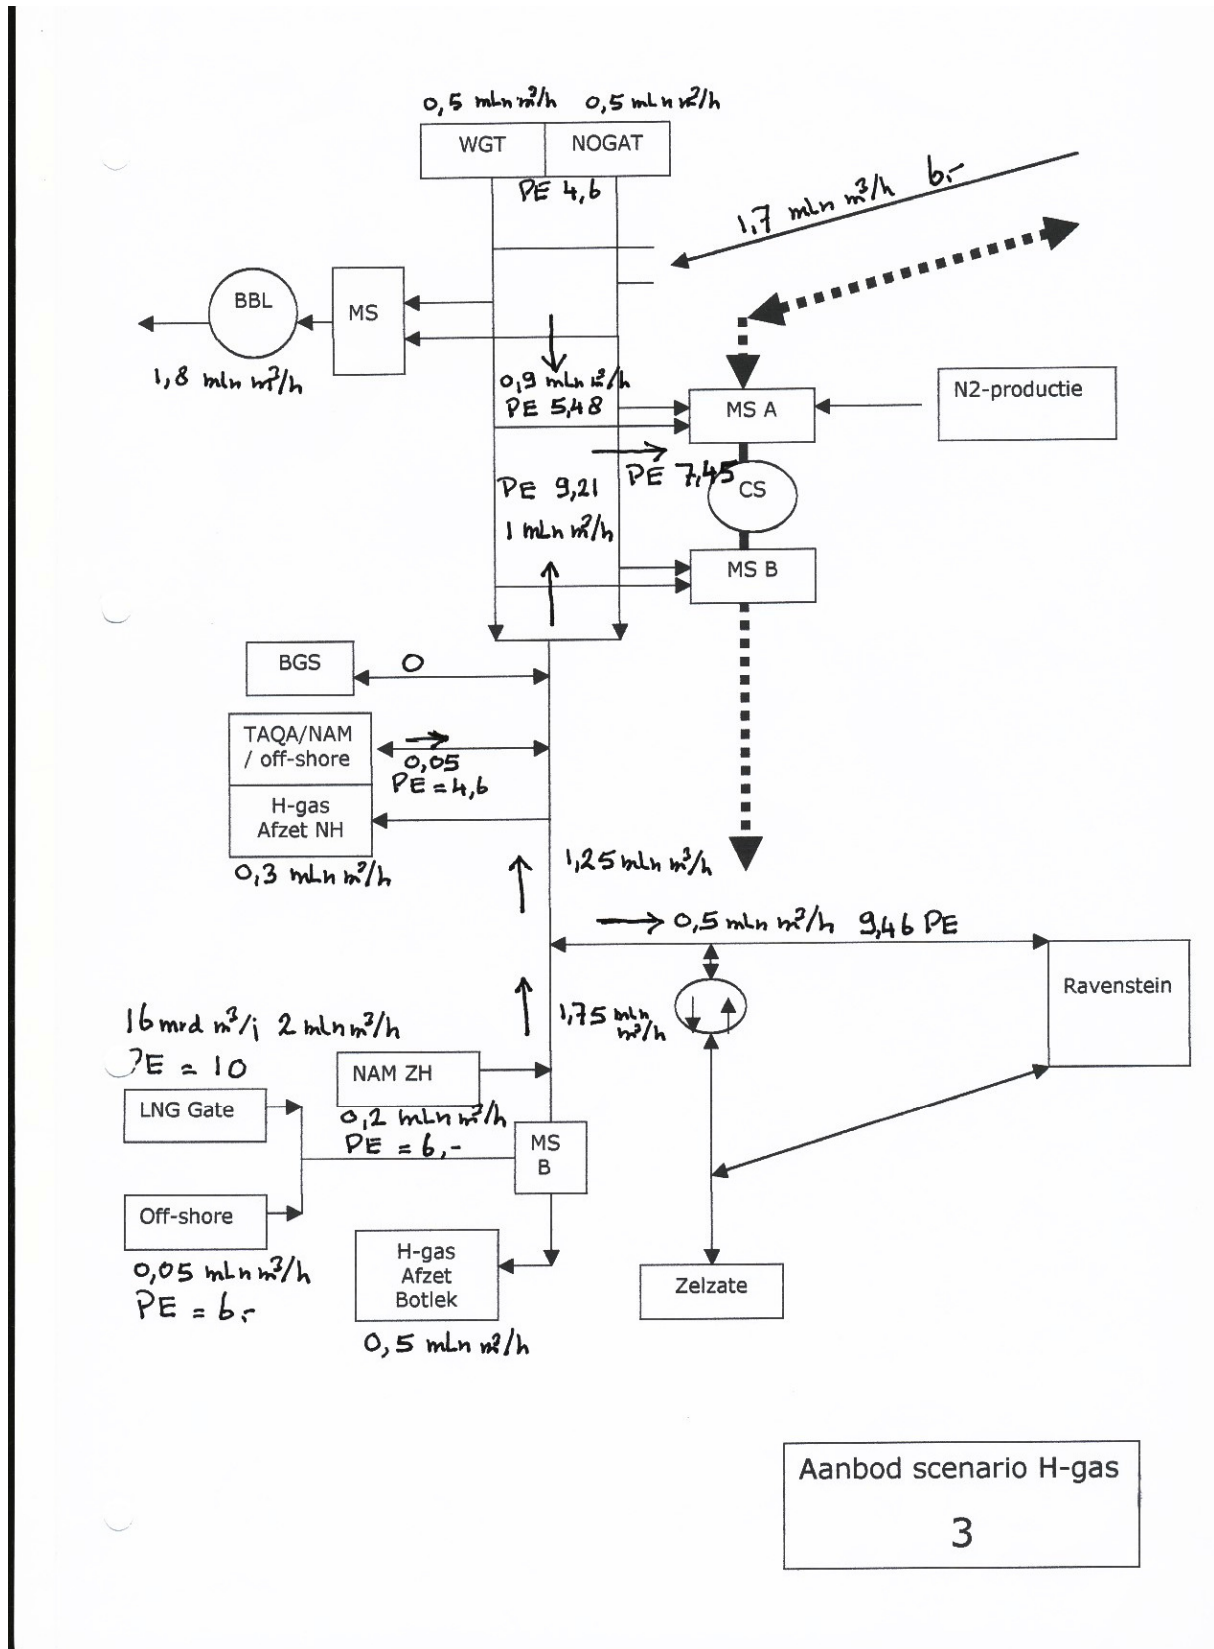 0,5 mLn m³/h 0,5 mLn m³/h
WGT NOGAT
PE 4,6
1,7 mLn m³/h 6,-
BBL
MS
1,8 mLn m³/h
0,9 mLn m³/h
PE 5,48
MS A
N2-productie
PE 7,45
PE 9,21
CS
1 mLn m³/h
MS B
BGS
0
TAQA/NAM
/ off-shore
0,05
PE = 4,6
H-gas
Afzet NH
0,3 mLn m³/h
1,25 mLn m³/h
0,5 mLn m³/h 9,46 PE
Ravenstein
1,75 mLn
m³/h
16 mrd m³/j 2 mLn m³/h
PE = 10
NAM ZH
0,2 mLn m³/h
PE = 6,-
LNG Gate
MS
B
Off-shore
0,05 mLn m³/h
PE = 6,-
H-gas
Afzet
Botlek
0,5 mLn m³/h
Zelzate
Aanbod scenario H-gas
3